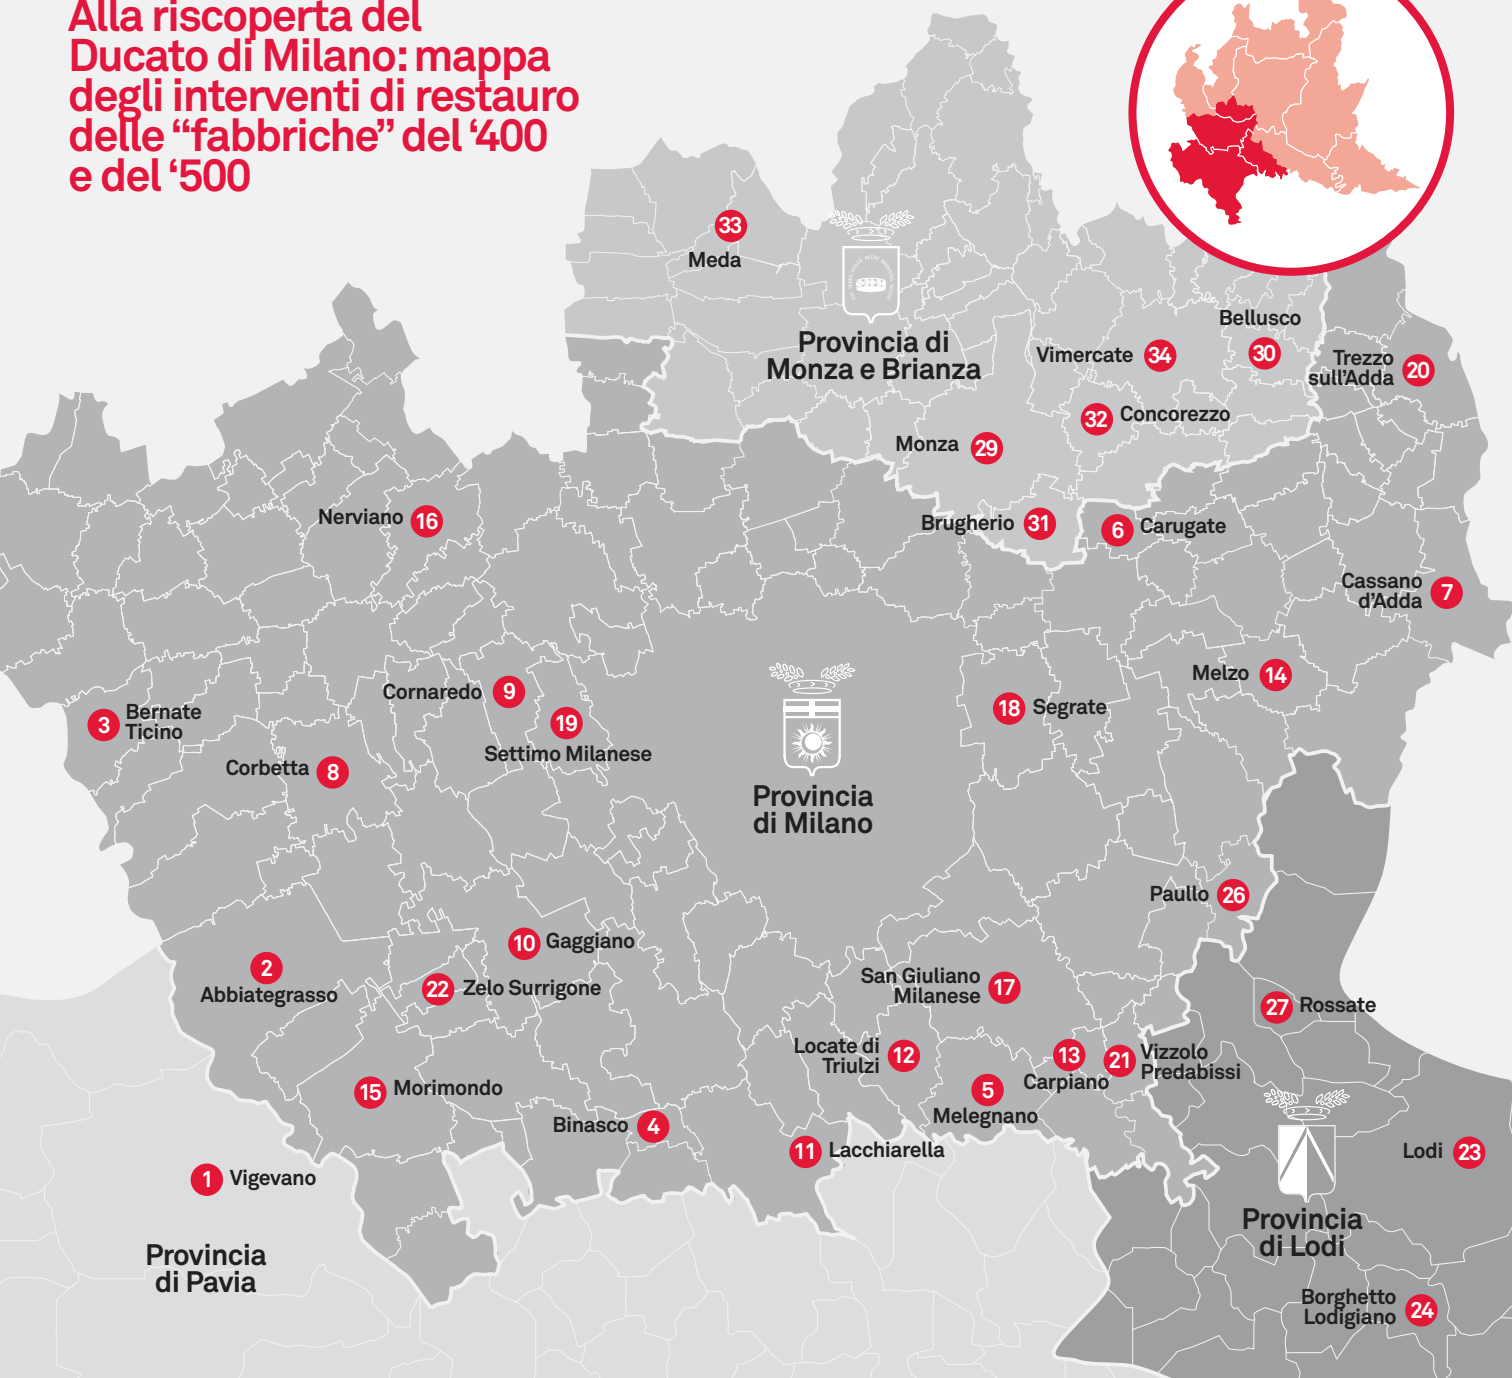 Alla riscoperta del
Ducato di Milano: mappa
degli interventi di restauro
delle “fabbriche” del ‘400
e del ‘500
33
Meda
Provincia di
Monza e Brianza
Bellusco
30
Vimercate 34
Trezzo
sull'Adda 20
32 Concorezzo
Monza 29
Nerviano 16
Brugherio 31
6 Carugate
Cassano
d'Adda 7
Melzo 14
Cornaredo 9
19
Settimo Milanese
18 Segrate
3 Bernate
Ticino
Corbetta 8
Provincia
di Milano
Paullo 26
10 Gaggiano
2
Abbiategrasso
22 Zelo Surrigone
San Giuliano
Milanese 17
27 Rossate
Locate di
Triulzi 12
13
Carpiano
21 Vizzolo
Predabissi
15 Morimondo
5
Melegnano
Binasco 4
11 Lacchiarella
Lodi 23
1 Vigevano
Provincia
di Lodi
Provincia
di Pavia
Borghetto
Lodigiano 24